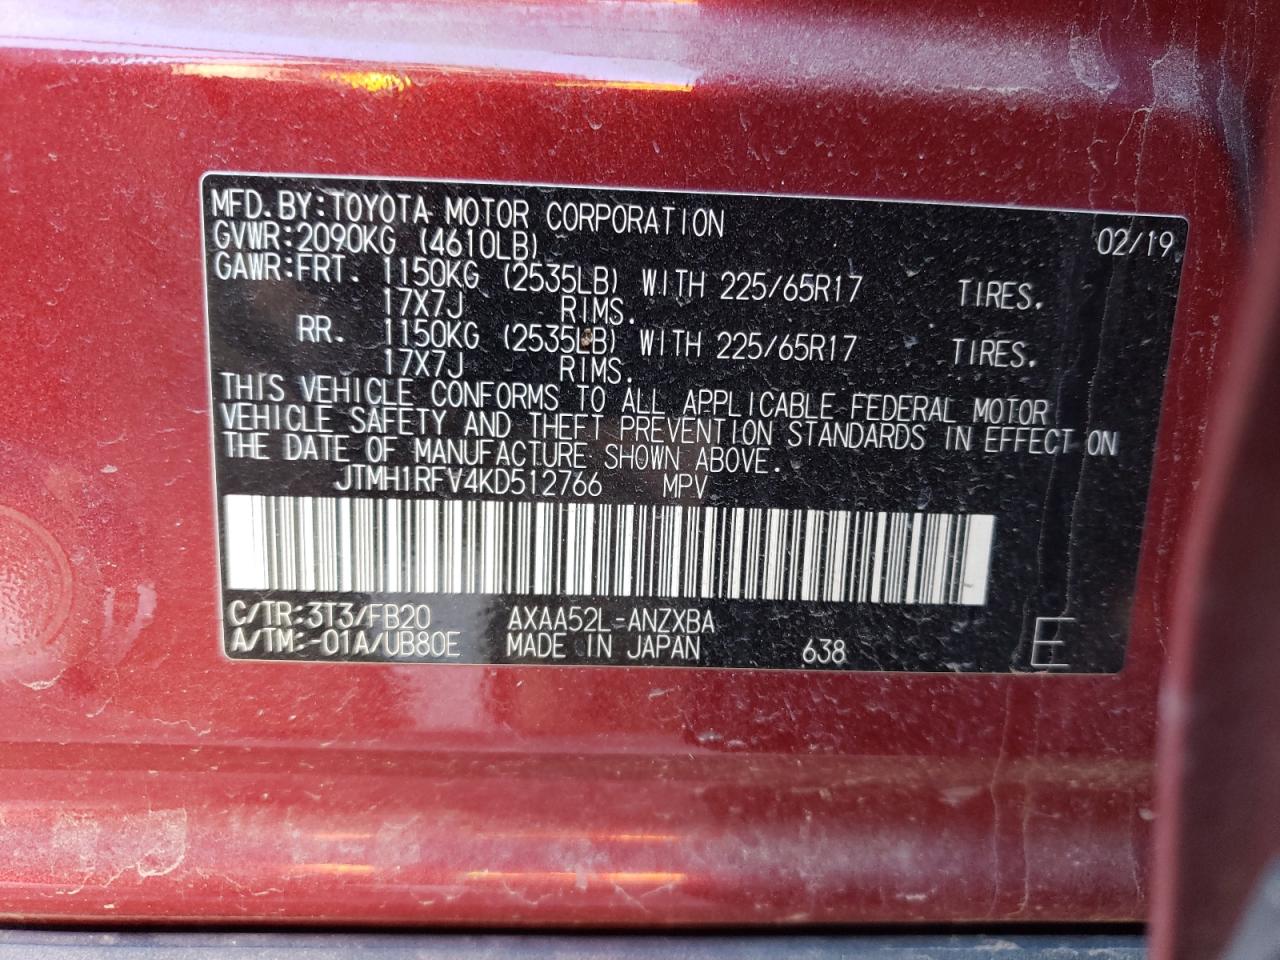 MFD. BY: TOYOTA MOTOR CORPORATION 02/19
GVWR: 2090KG (4610LB)
GAWR: FRT. 1150KG (2535LB) WITH 225/65R17 TIRES.
17X7J RIMS.
RR. 1150KG (2535LB) WITH 225/65R17 TIRES.
17X7J RIMS.
THIS VEHICLE CONFORMS TO ALL APPLICABLE FEDERAL MOTOR
VEHICLE SAFETY AND THEFT PREVENTION STANDARDS IN EFFECT ON
THE DATE OF MANUFACTURE SHOWN ABOVE.
JTMH1RFV4KD512766 MPV
C/TR: 3T3/FB20 AXAA52L-ANZXBA
A/TM: -01A/UB80E MADE IN JAPAN 638 E